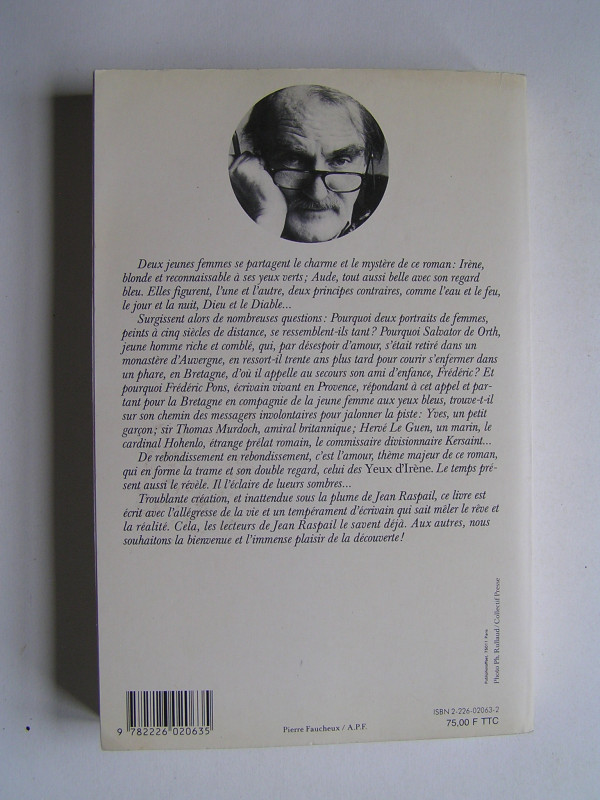 Deux jeunes femmes se partagent le charme et le mystère de ce roman : Irène,
blonde et reconnaissable à ses yeux verts ; Aude, tout aussi belle avec son regard
bleu. Elles figurent, l'une et l'autre, deux principes contraires, comme l'eau et le feu,
le jour et la nuit, Dieu et le Diable...
Surgissent alors de nombreuses questions : Pourquoi deux portraits de femmes,
peints à cinq siècles de distance, se ressemblent-ils tant ? Pourquoi Salvator de Orth,
jeune homme riche et comblé, qui, par désespoir d'amour, s'était retiré dans un
monastère d'Auvergne, en ressort-il trente ans plus tard pour courir s'enfermer dans
un phare, en Bretagne, d'où il appelle au secours son ami d'enfance, Frédéric ? Et
pourquoi Frédéric Pons, écrivain vivant en Provence, répondant à cet appel et par-
tant pour la Bretagne en compagnie de la jeune femme aux yeux bleus, trouve-t-il
sur son chemin des messagers involontaires pour jalonner la piste : Yves, un petit
garçon ; sir Thomas Murdoch, amiral britannique ; Hervé Le Guen, un marin, le
cardinal Hohenlo, étrange prélat romain, le commissaire divisionnaire Kersaint...
De rebondissement en rebondissement, c'est l'amour, thème majeur de ce roman,
qui en forme la trame et son double regard, celui des Yeux d'Irène. Le temps pré-
sent aussi le révèle. Il l'éclaire de lueurs sombres...
Troublante création, et inattendue sous la plume de Jean Raspail, ce livre est
écrit avec l'allégresse de la vie et un tempérament d'écrivain qui sait mêler le rêve et
la réalité. Cela, les lecteurs de Jean Raspail le savent déjà. Aux autres, nous
souhaitons la bienvenue et l'immense plaisir de la découverte !
Photo Ph. Rullaud / Collectif Presse
ISBN 2-226-02063-2
75,00 F TTC
9 782226 020635
Pierre Faucheux / A.P.F.